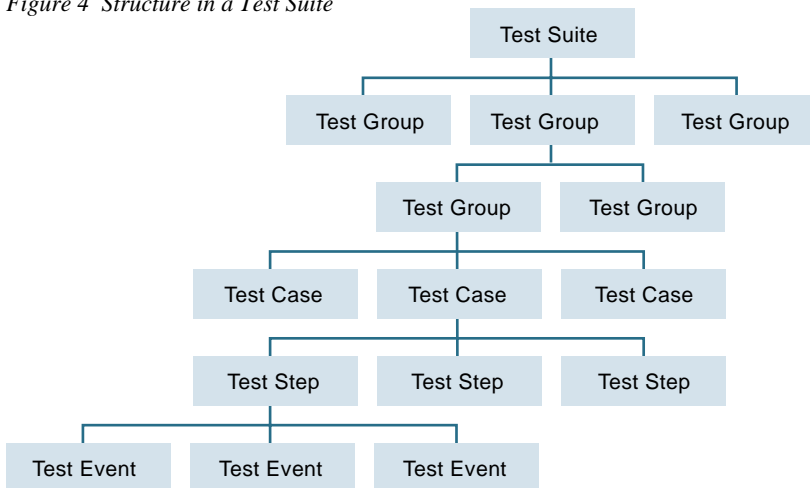 Figure 4 Structure in a Test Suite
Test Suite
Test Group Test Group Test Group
Test Group Test Group
Test Case Test Case Test Case
Test Step Test Step Test Step
Test Event Test Event Test Event